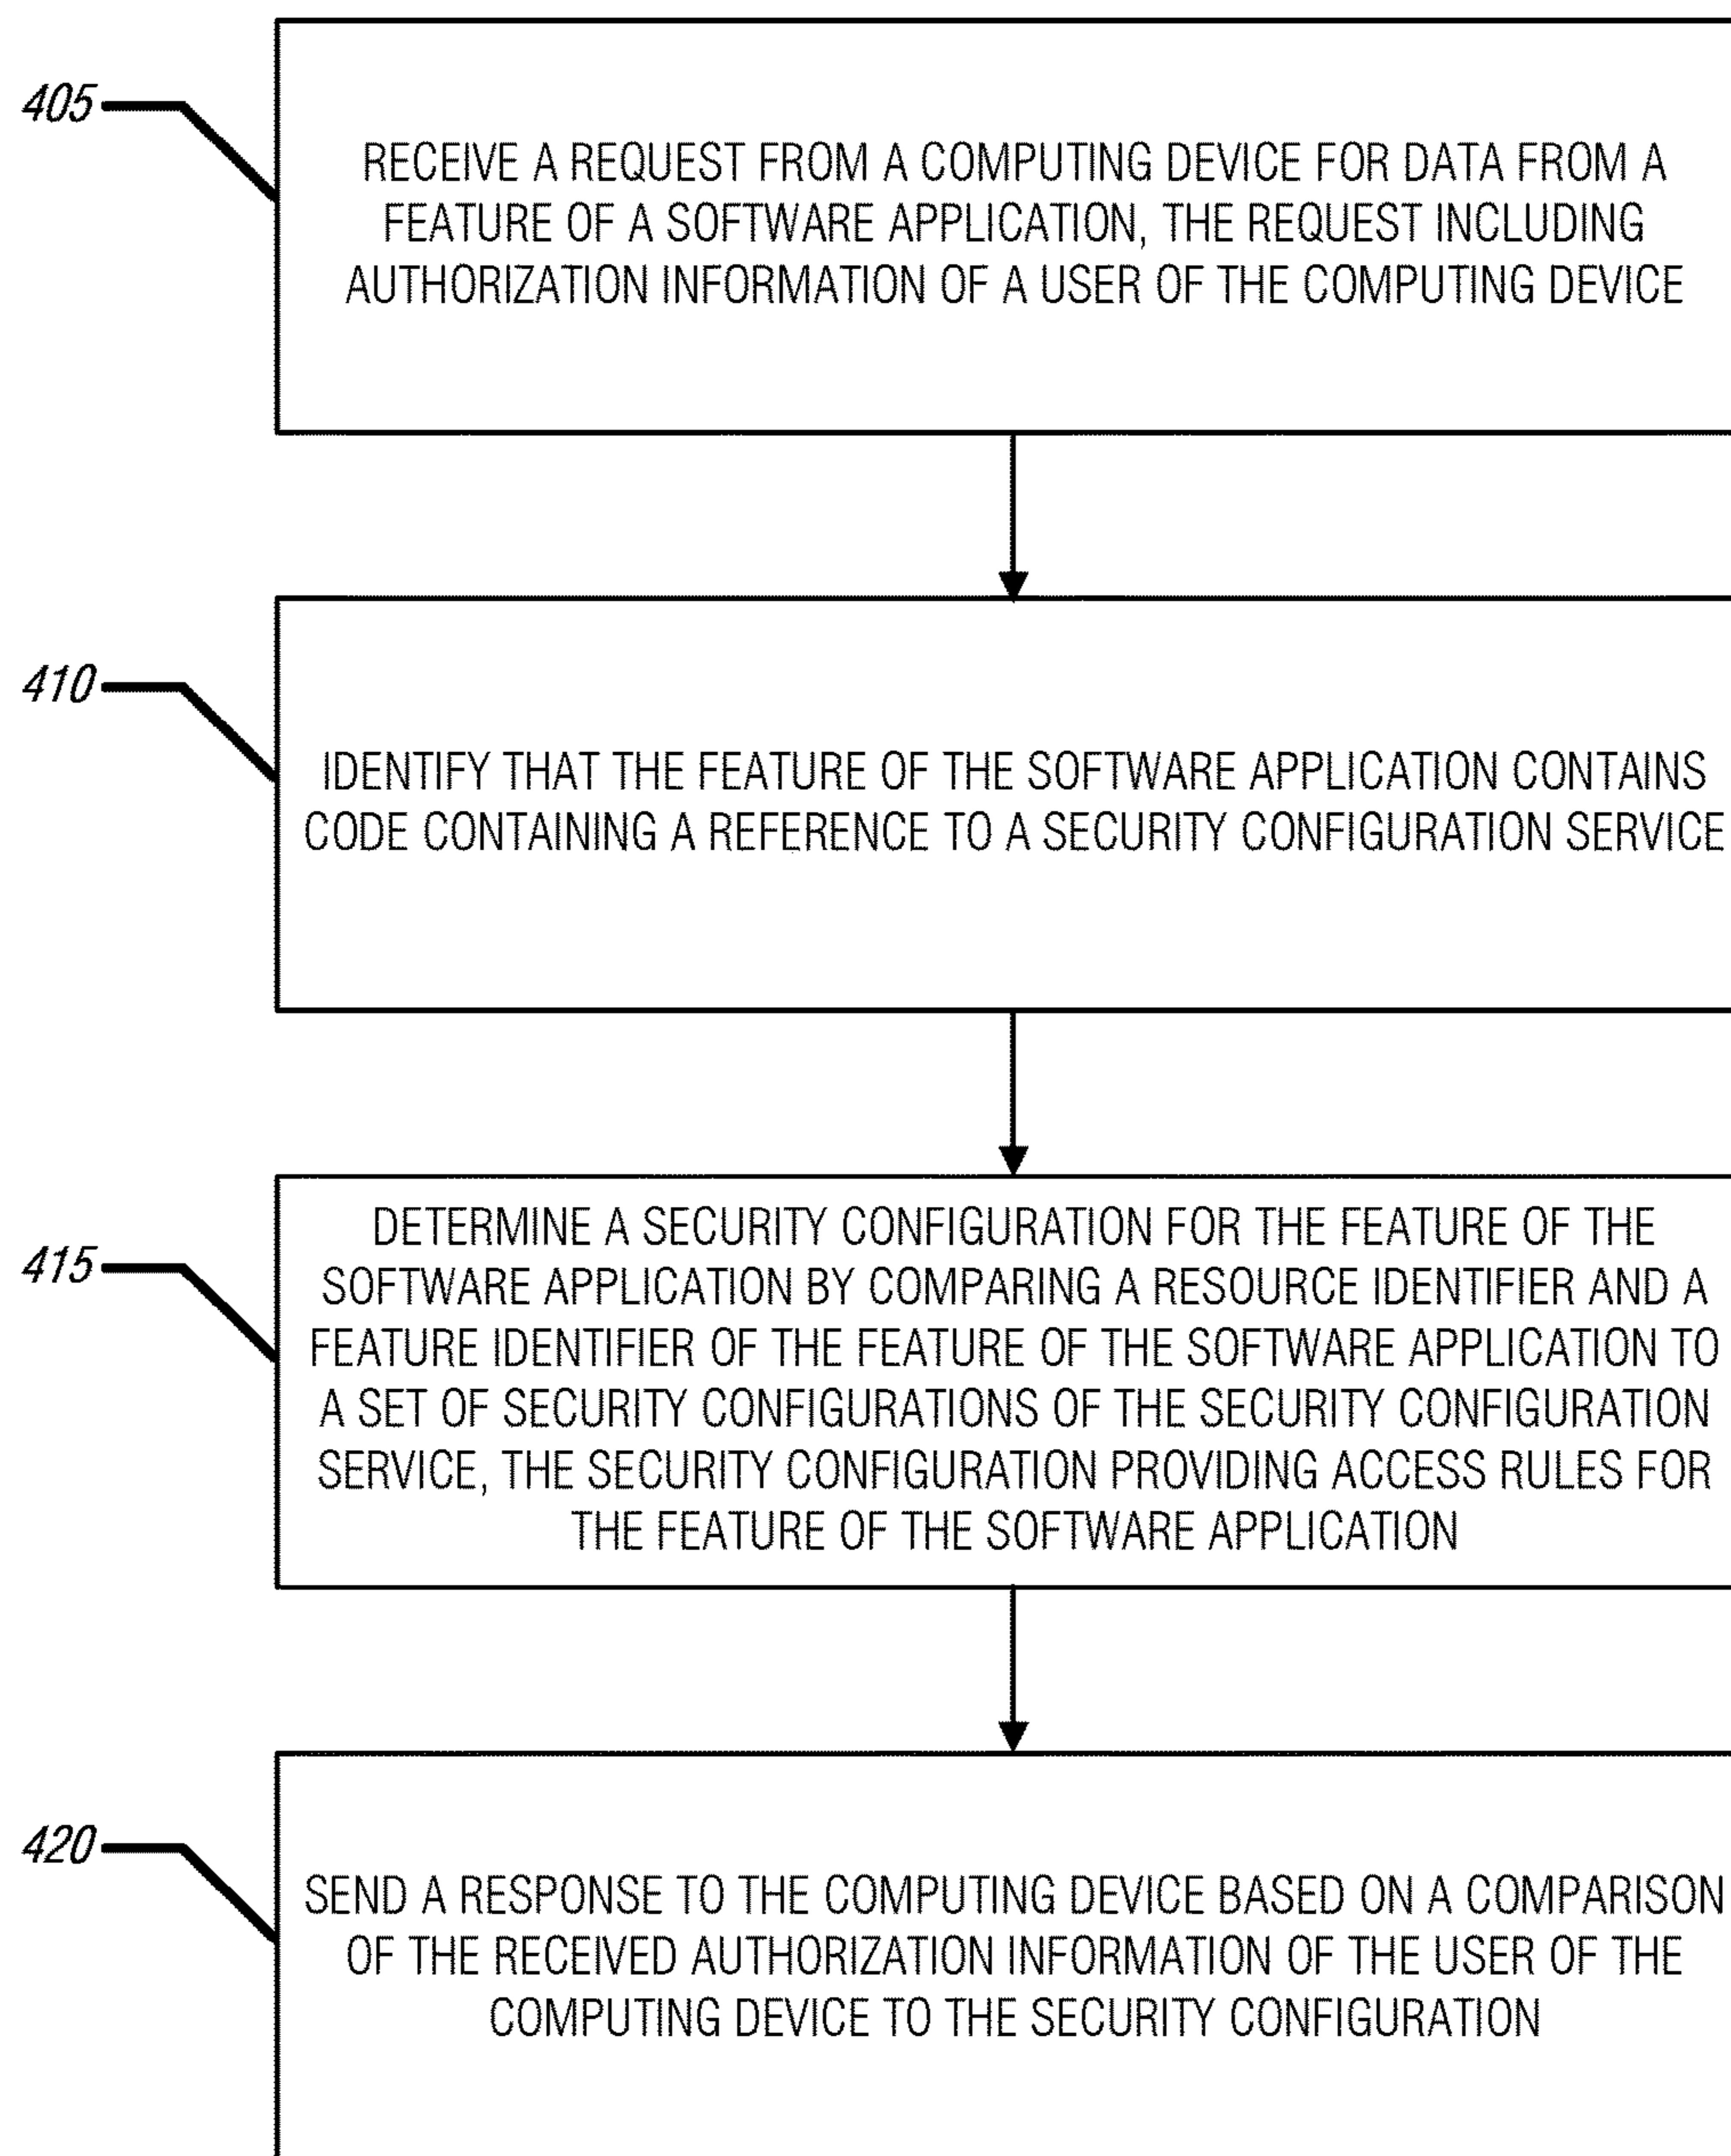 405
RECEIVE A REQUEST FROM A COMPUTING DEVICE FOR DATA FROM A
FEATURE OF A SOFTWARE APPLICATION, THE REQUEST INCLUDING
AUTHORIZATION INFORMATION OF A USER OF THE COMPUTING DEVICE
410
IDENTIFY THAT THE FEATURE OF THE SOFTWARE APPLICATION CONTAINS
CODE CONTAINING A REFERENCE TO A SECURITY CONFIGURATION SERVICE
415
DETERMINE A SECURITY CONFIGURATION FOR THE FEATURE OF THE
SOFTWARE APPLICATION BY COMPARING A RESOURCE IDENTIFIER AND A
FEATURE IDENTIFIER OF THE FEATURE OF THE SOFTWARE APPLICATION TO
A SET OF SECURITY CONFIGURATIONS OF THE SECURITY CONFIGURATION
SERVICE, THE SECURITY CONFIGURATION PROVIDING ACCESS RULES FOR
THE FEATURE OF THE SOFTWARE APPLICATION
420
SEND A RESPONSE TO THE COMPUTING DEVICE BASED ON A COMPARISON
OF THE RECEIVED AUTHORIZATION INFORMATION OF THE USER OF THE
COMPUTING DEVICE TO THE SECURITY CONFIGURATION